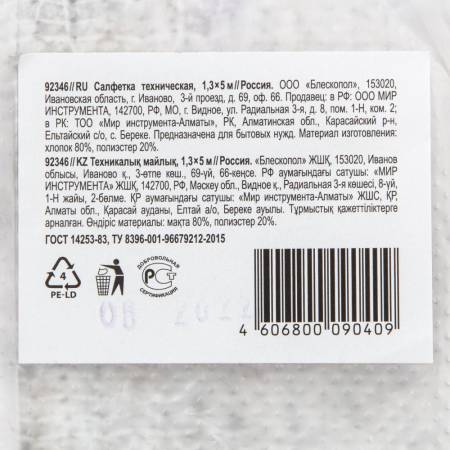 92346//RU Салфетка техническая, 1,3×5 м//Россия. ООО «Блескопол», 153020,
Ивановская область, г. Иваново, 3-й проезд, д. 69, оф. 66. Продавец: в РФ: ООО МИР
ИНСТРУМЕНТА, 142700, РФ, МО, г. Видное, ул. Радиальная 3-я, д. 8, пом. 1-Н, ком. 2;
в РК: ТОО «Мир инструмента-Алматы», РК, Алматинская обл., Карасайский р-н,
Ельтайский с/о, с. Береке. Предназначена для бытовых нужд. Материал изготовления:
хлопок 80%, полиэстер 20%.
92346//KZ Техникалық майлық, 1,3×5 м//Россия. «Блескопол» ЖШҚ, 153020, Иванов
облысы, Иваново қ., 3-өтпе көш., 69-үй, 66-кеңсе. РФ аумағындағы сатушы: «МИР
ИНСТРУМЕНТА» ЖШҚ, 142700, РФ, Мәскеу обл., Видное қ., Радиальная 3-я көшесі, 8-үй,
1-Н жайы, 2-бөлме. ҚР аумағындағы сатушы: «Мир инструмента-Алматы» ЖШС, ҚР,
Алматы обл., Қарасай ауданы, Елтай а/о, Береке ауылы. Тұрмыстық қажеттіліктерге
арналған. Өндіріс материалы: мақта 80%, полиэстер 20%.
ГОСТ 14253-83, ТУ 8396-001-96679212-2015
4
PE-LD
ДОБРОВОЛЬНАЯ
РСТ
СЕРТИФИКАЦИЯ
08 2022
4 606800 090409